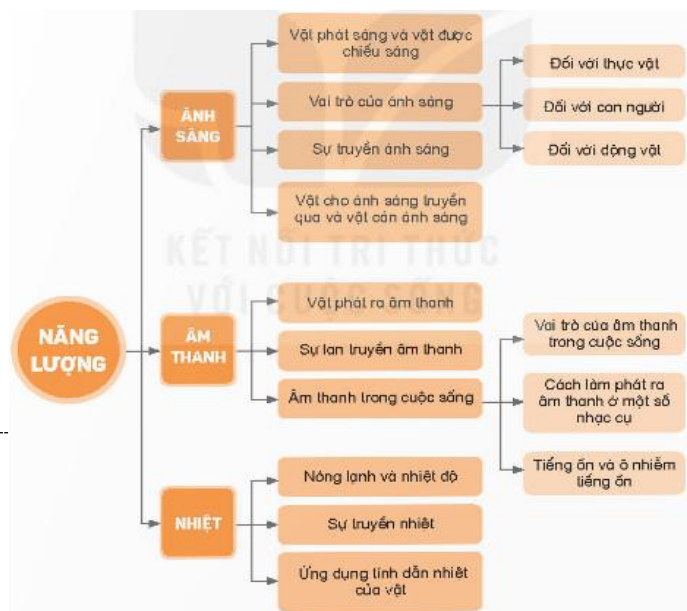 NĂNG
LƯỢNG
ÁNH
SÁNG
Vật phát sáng và vật được
chiếu sáng
Vai trò của ánh sáng
Đối với thực vật
Đối với con người
Đối với động vật
Sự truyền ánh sáng
Vật cho ánh sáng truyền
qua và vật cản ánh sáng
KẾT NỐI TRI THỨC
VỚI CUỘC SỐNG
ÂM
THANH
Vật phát ra âm thanh
Sự lan truyền âm thanh
Âm thanh trong cuộc sống
Vai trò của âm thanh
trong cuộc sống
Cách làm phát ra
âm thanh ở một số
nhạc cụ
Tiếng ồn và ô nhiễm
tiếng ồn
NHIỆT
Nóng lạnh và nhiệt độ
Sự truyền nhiệt
Ứng dụng tính dẫn nhiệt
của vật